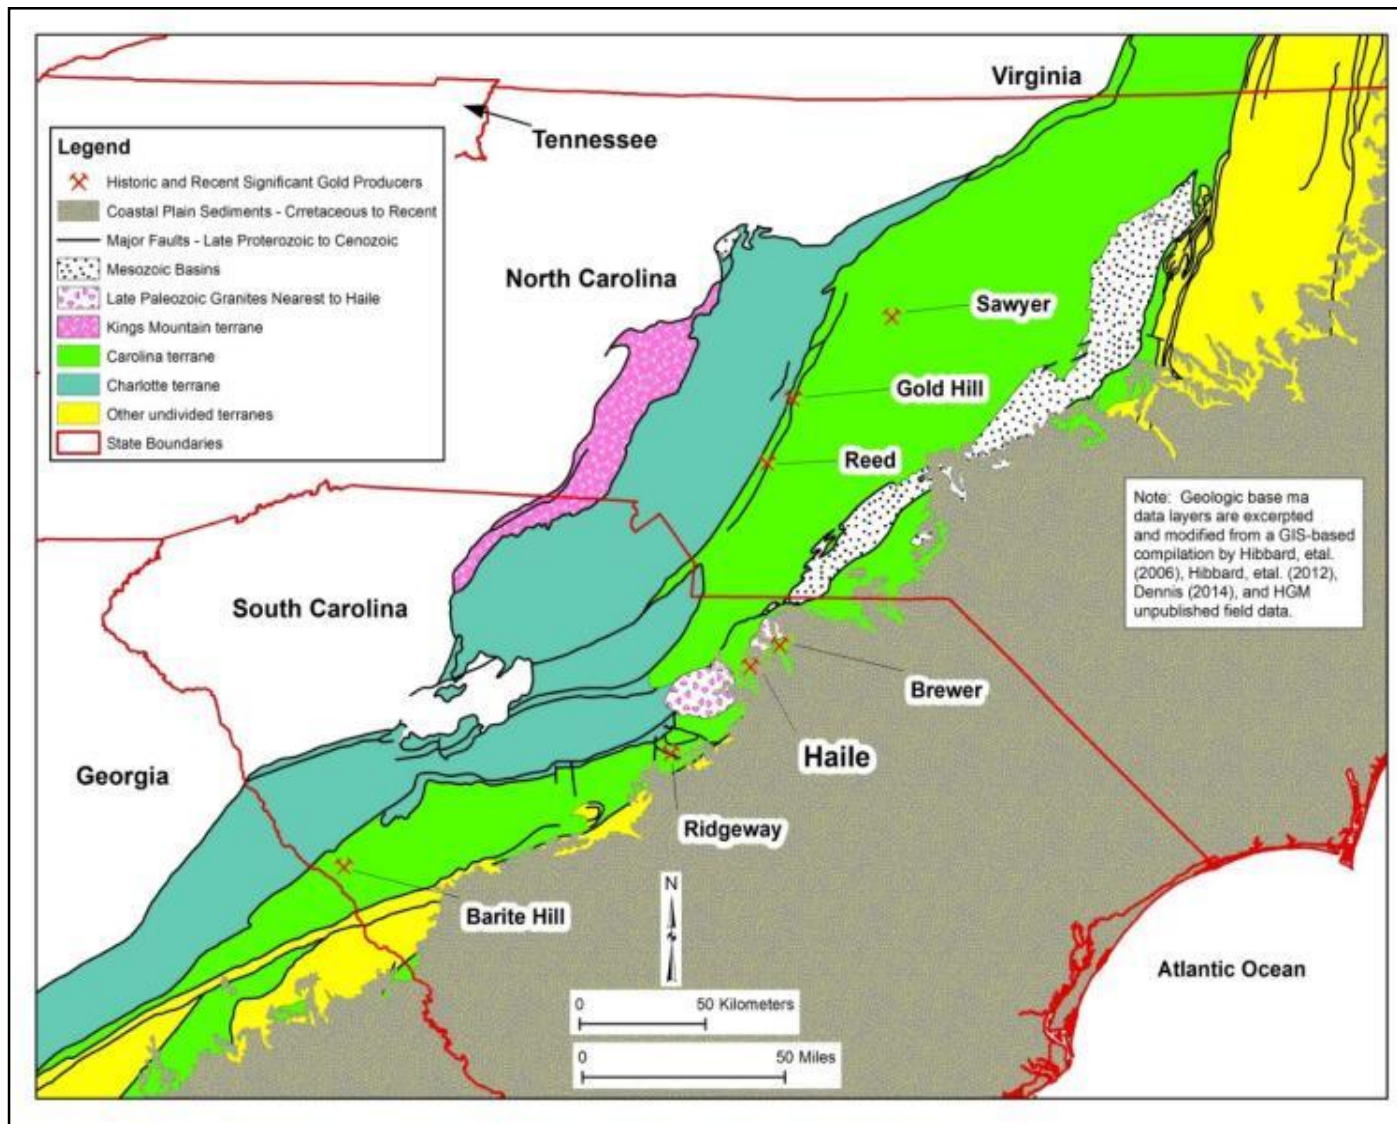 Virginia
Tennessee
Legend
Historic and Recent Significant Gold Producers
Coastal Plain Sediments - Crretaceous to Recent
Major Faults - Late Proterozoic to Cenozoic
Mesozoic Basins
Late Paleozoic Granites Nearest to Haile
Kings Mountain terrane
Carolina terrane
Charlotte terrane
Other undivided terranes
State Boundaries
North Carolina
Sawyer
Gold Hill
Reed
Note: Geologic base ma
data layers are excerpted
and modified from a GIS-based
compilation by Hibbard, etal.
(2006), Hibbard, etal. (2012),
Dennis (2014), and HGM
unpublished field data.
South Carolina
Brewer
Haile
Georgia
Ridgeway
Barite Hill
N
Atlantic Ocean
0 50 Kilometers
0 50 Miles